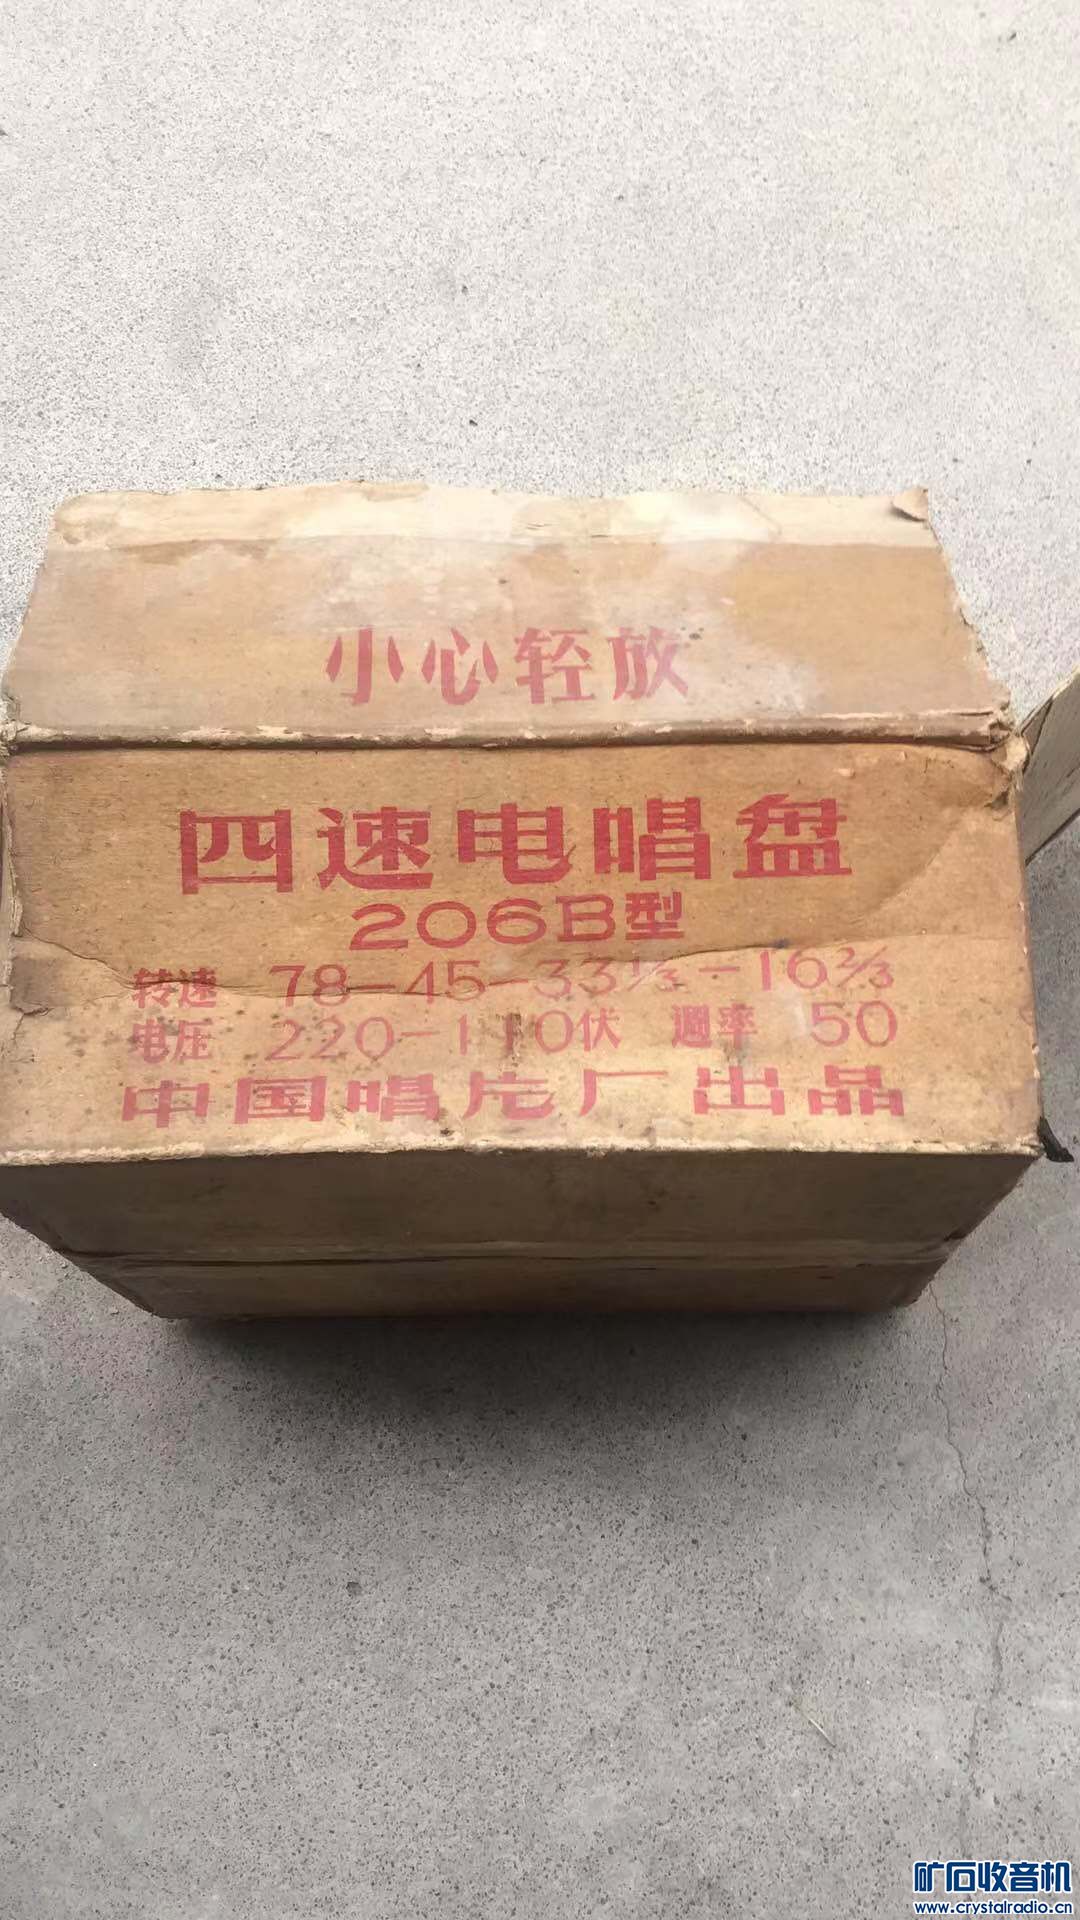 小心轻放
四速电唱盘
206B型
转速 78-45-33⅓-16⅔
电压 220-110伏 週率 50
中国唱片厂出品
矿石收音机
www.crystalradio.cn